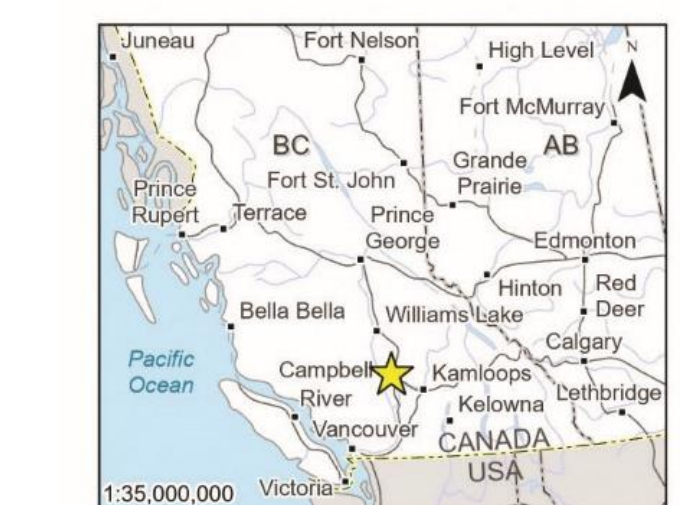 Juneau
Fort Nelson
High Level
N
Fort McMurray
BC
AB
Grande
Prairie
Fort St. John
Prince
Rupert
Terrace
Prince
George
Edmonton
Hinton
Red
Deer
Bella Bella
Williams Lake
Calgary
Pacific
Ocean
Campbell
River
Kamloops
Lethbridge
Kelowna
Vancouver
CANADA
USA
Victoria
1:35,000,000